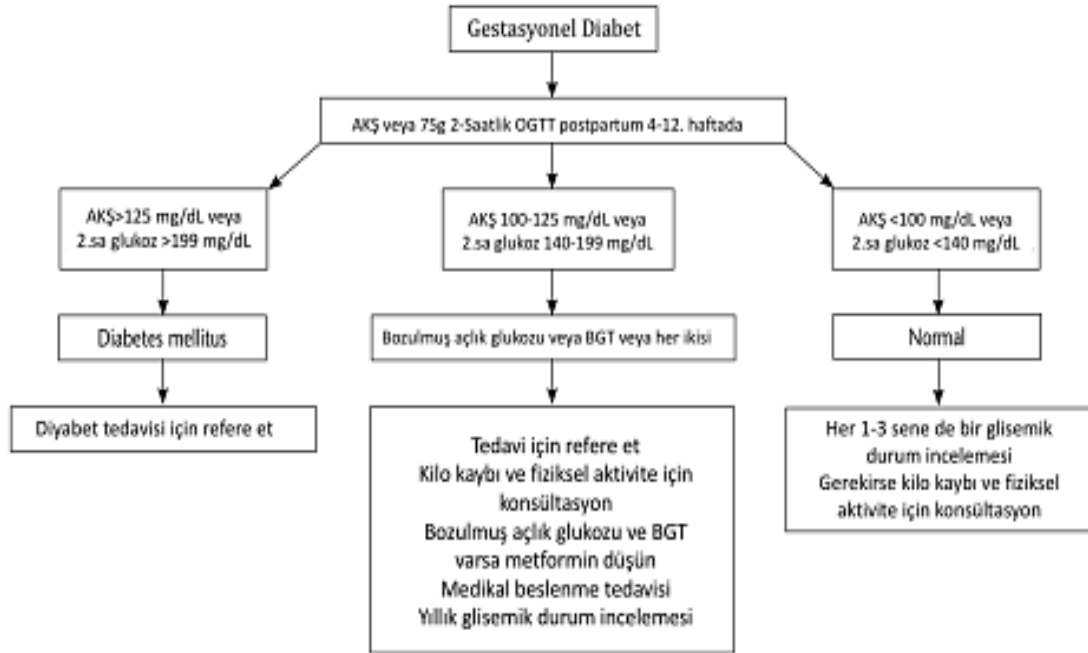 Gestasyonel Diabet
AKŞ veya 75g 2-Saatlik OGTT postpartum 4-12. haftada
AKŞ>125 mg/dL veya
2.sa glukoz >199 mg/dL
AKŞ 100-125 mg/dL veya
2.sa glukoz 140-199 mg/dL
AKŞ <100 mg/dL veya
2.sa glukoz <140 mg/dL
Diabetes mellitus
Bozulmuş açlık glukozu veya BGT veya her ikisi
Normal
Diyabet tedavisi için refere et
Tedavi için refere et
Kilo kaybı ve fiziksel aktivite için
konsültasyon
Bozulmuş açlık glukozu ve BGT
varsa metformin düşün
Medikal beslenme tedavisi
Yıllık glisemik durum incelemesi
Her 1-3 sene de bir glisemik
durum incelemesi
Gerekirse kilo kaybı ve fiziksel
aktivite için konsültasyon